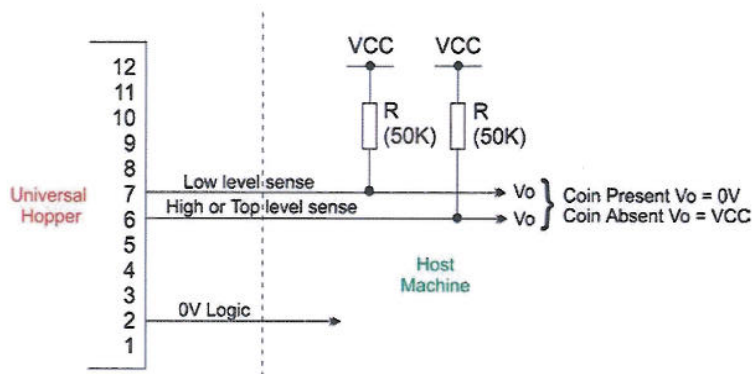 VCC VCC
12
11
10
9
8
7
6
5
4
3
2
1
R
(50K)
R
(50K)
Universal
Hopper
Low level sense
High or Top level sense
Vo
Vo
Coin Present Vo = 0V
Coin Absent Vo = VCC
Host
Machine
0V Logic